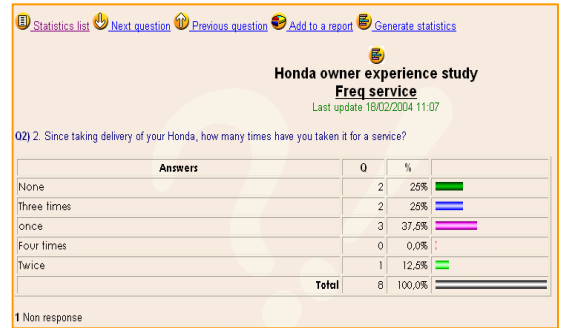 Statistics list Next question Previous question Add to a report Generate statistics
Honda owner experience study
Freq service
Last update 18/02/2004 11:07
Q2) 2. Since taking delivery of your Honda, how many times have you taken it for a service?
Answers Q %
None 2 25%
Three times 2 25%
once 3 37,5%
Four times 0 0,0%
Twice 1 12,5%
Total 8 100,0%
1 Non response